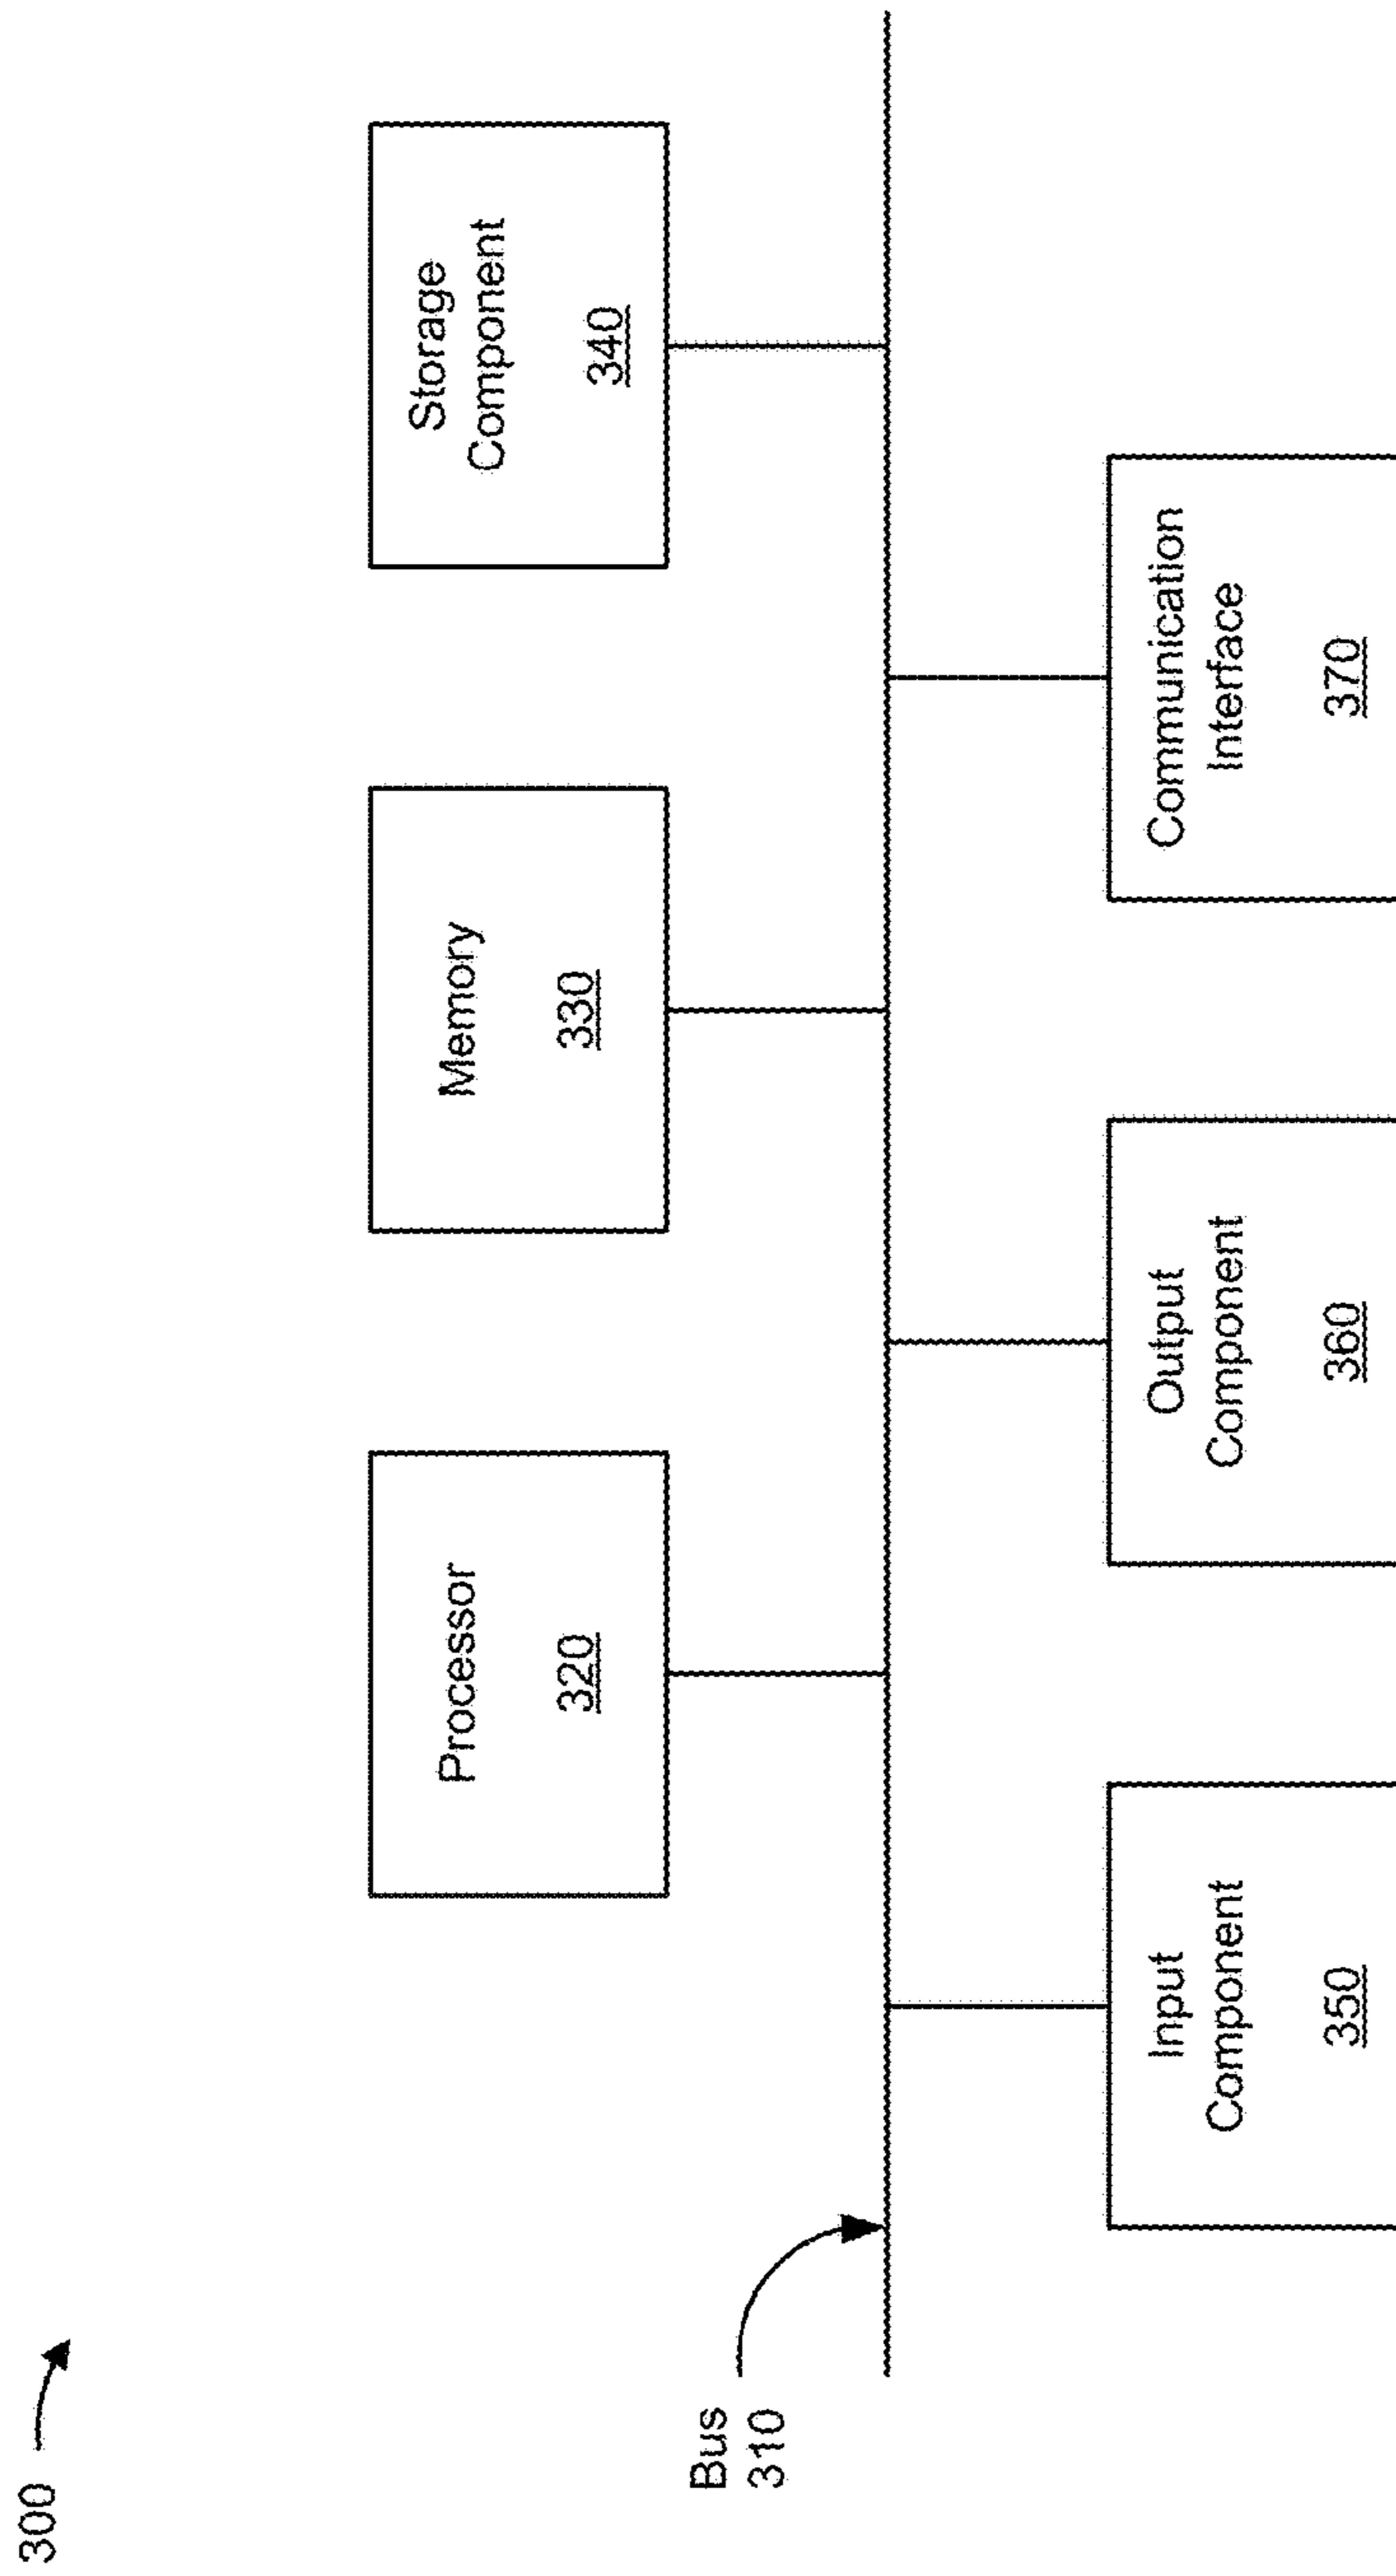 300
Processor
320
Memory
330
Storage
Component
340
Bus
310
Input
Component
350
Output
Component
360
Communication
Interface
370